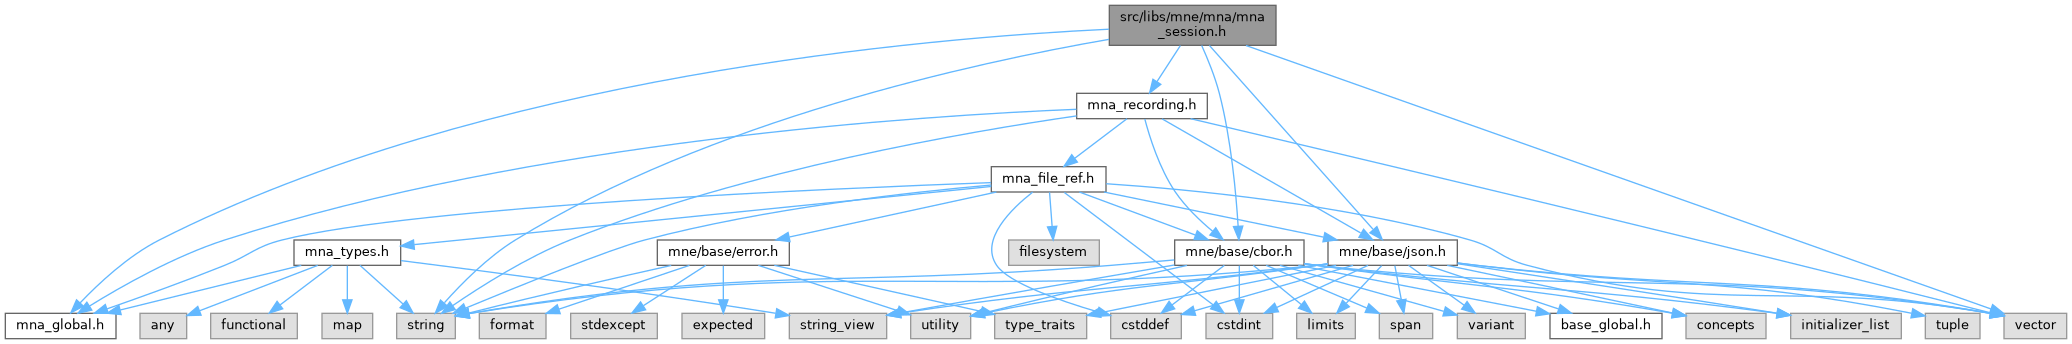 src/libs/mne/mna/mna
_session.h
mna_recording.h
mna_file_ref.h
mna_types.h
mne/base/error.h
filesystem
mne/base/cbor.h
mne/base/json.h
mna_global.h
any
functional
map
string
format
stdexcept
expected
string_view
utility
type_traits
cstddef
cstdint
limits
span
variant
base_global.h
concepts
initializer_list
tuple
vector